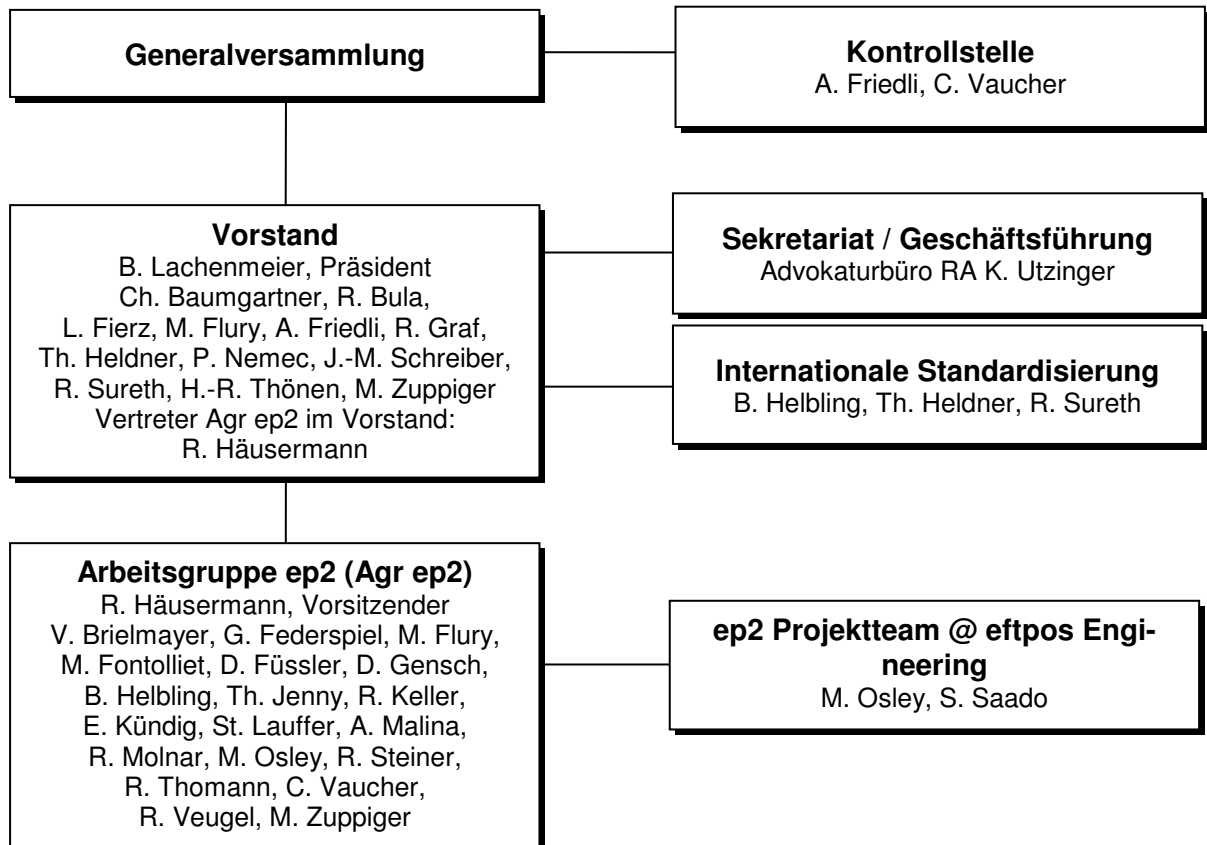 Generalversammlung
Kontrollstelle
A. Friedli, C. Vaucher
Vorstand
B. Lachenmeier, Präsident
Ch. Baumgartner, R. Bula,
L. Fierz, M. Flury, A. Friedli, R. Graf,
Th. Heldner, P. Nemec, J.-M. Schreiber,
R. Sureth, H.-R. Thönen, M. Zuppiger
Vertreter Agr ep2 im Vorstand:
R. Häusermann
Sekretariat / Geschäftsführung
Advokaturbüro RA K. Utzinger
Internationale Standardisierung
B. Helbling, Th. Heldner, R. Sureth
Arbeitsgruppe ep2 (Agr ep2)
R. Häusermann, Vorsitzender
V. Brielmayer, G. Federspiel, M. Flury,
M. Fontolliet, D. Füssler, D. Gensch,
B. Helbling, Th. Jenny, R. Keller,
E. Kündig, St. Lauffer, A. Malina,
R. Molnar, M. Osley, R. Steiner,
R. Thomann, C. Vaucher,
R. Veugel, M. Zuppiger
ep2 Projektteam @ eftpos Engi-
neering
M. Osley, S. Saado